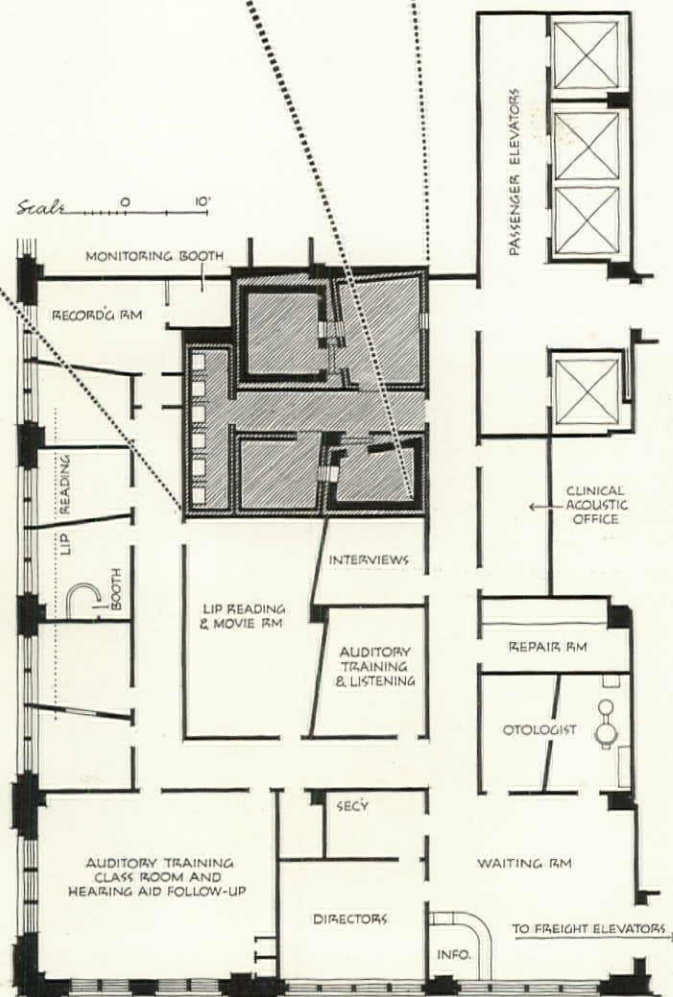 PASSENGER ELEVATORS
Scale 0 10'
MONITORING BOOTH
RECORD'G RM
LIP READING
BOOTH
CLINICAL
ACOUSTIC
OFFICE
INTERVIEWS
LIP READING
& MOVIE RM
AUDITORY
TRAINING
& LISTENING
REPAIR RM
OTOLOGIST
SEC'Y
AUDITORY TRAINING
CLASS ROOM AND
HEARING AID FOLLOW-UP
WAITING RM
DIRECTORS
TO FREIGHT ELEVATORS
INFO.